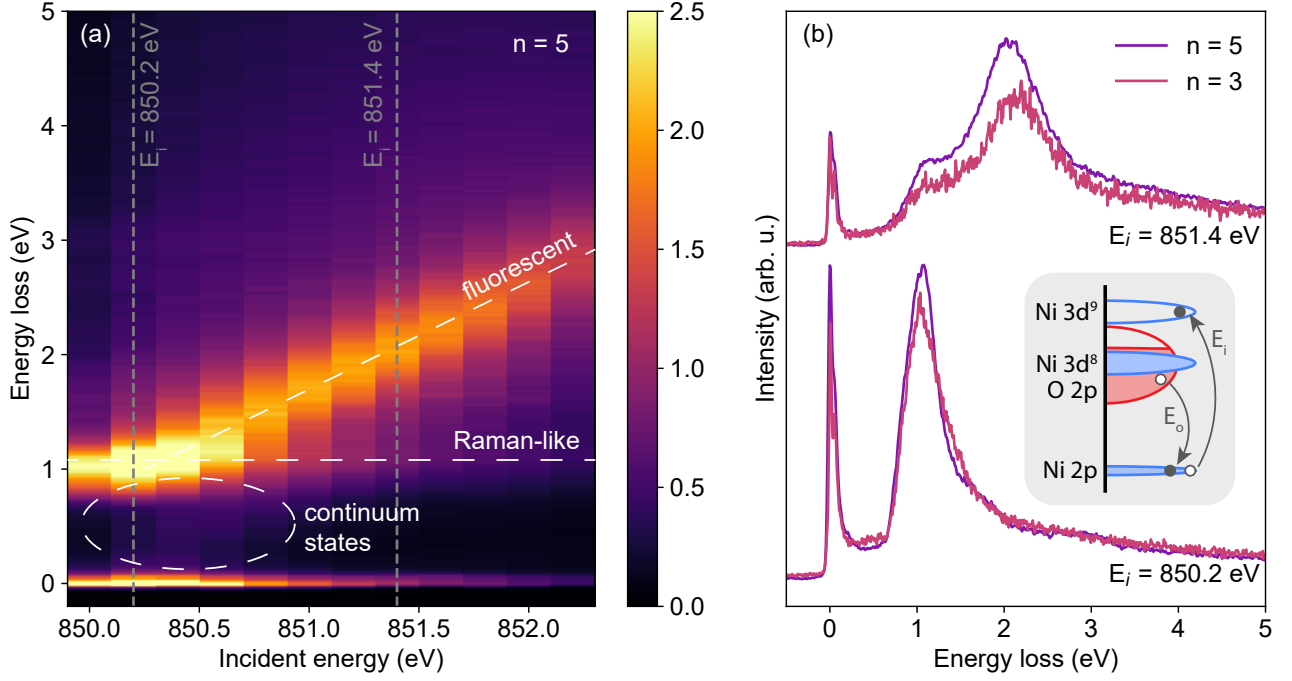 (a)
n = 5
E_i = 850.2 eV
E_i = 851.4 eV
fluorescent
Raman-like
continuum
states
5
4
3
2
1
0
Energy loss (eV)
850.0 850.5 851.0 851.5 852.0
Incident energy (eV)
2.5
2.0
1.5
1.0
0.5
0.0
(b)
n = 5
n = 3
E_i = 851.4 eV
Ni 3d⁹
Ni 3d⁸
O 2p
Ni 2p
E_i
E_o
E_i = 850.2 eV
Intensity (arb. u.)
0 1 2 3 4 5
Energy loss (eV)